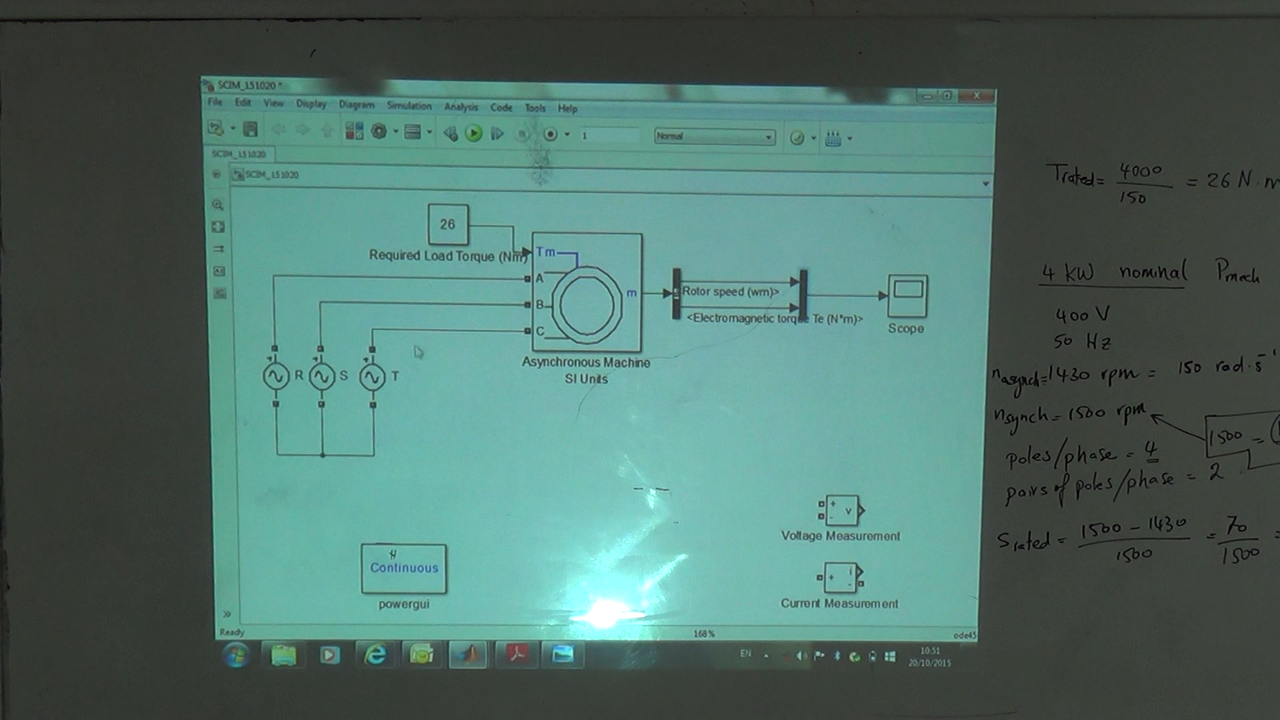 SCIM_151020 *
File Edit View Display Diagram Simulation Analysis Code Tools Help
1 Normal
SCIM_151020
SCIM_151020
26
Required Load Torque (Nm)
Tm
A
B
C
m
Asynchronous Machine
SI Units
Rotor speed (wm)>
<Electromagnetic torque Te (N*m)>
Scope
R S T
+ - v
Voltage Measurement
+ i -
Current Measurement
Continuous
powergui
Ready 168% ode45
EN 10:51
20/10/2015
Trated = 4000/150 = 26 N.m
4 KW nominal Pmech
400 V
50 Hz
nasynch = 1430 rpm = 150 rad.s-1
nsynch = 1500 rpm
1500 =
poles/phase = 4
pairs of poles/phase = 2
Srated = 1500 - 1430/1500 = 70/1500 =